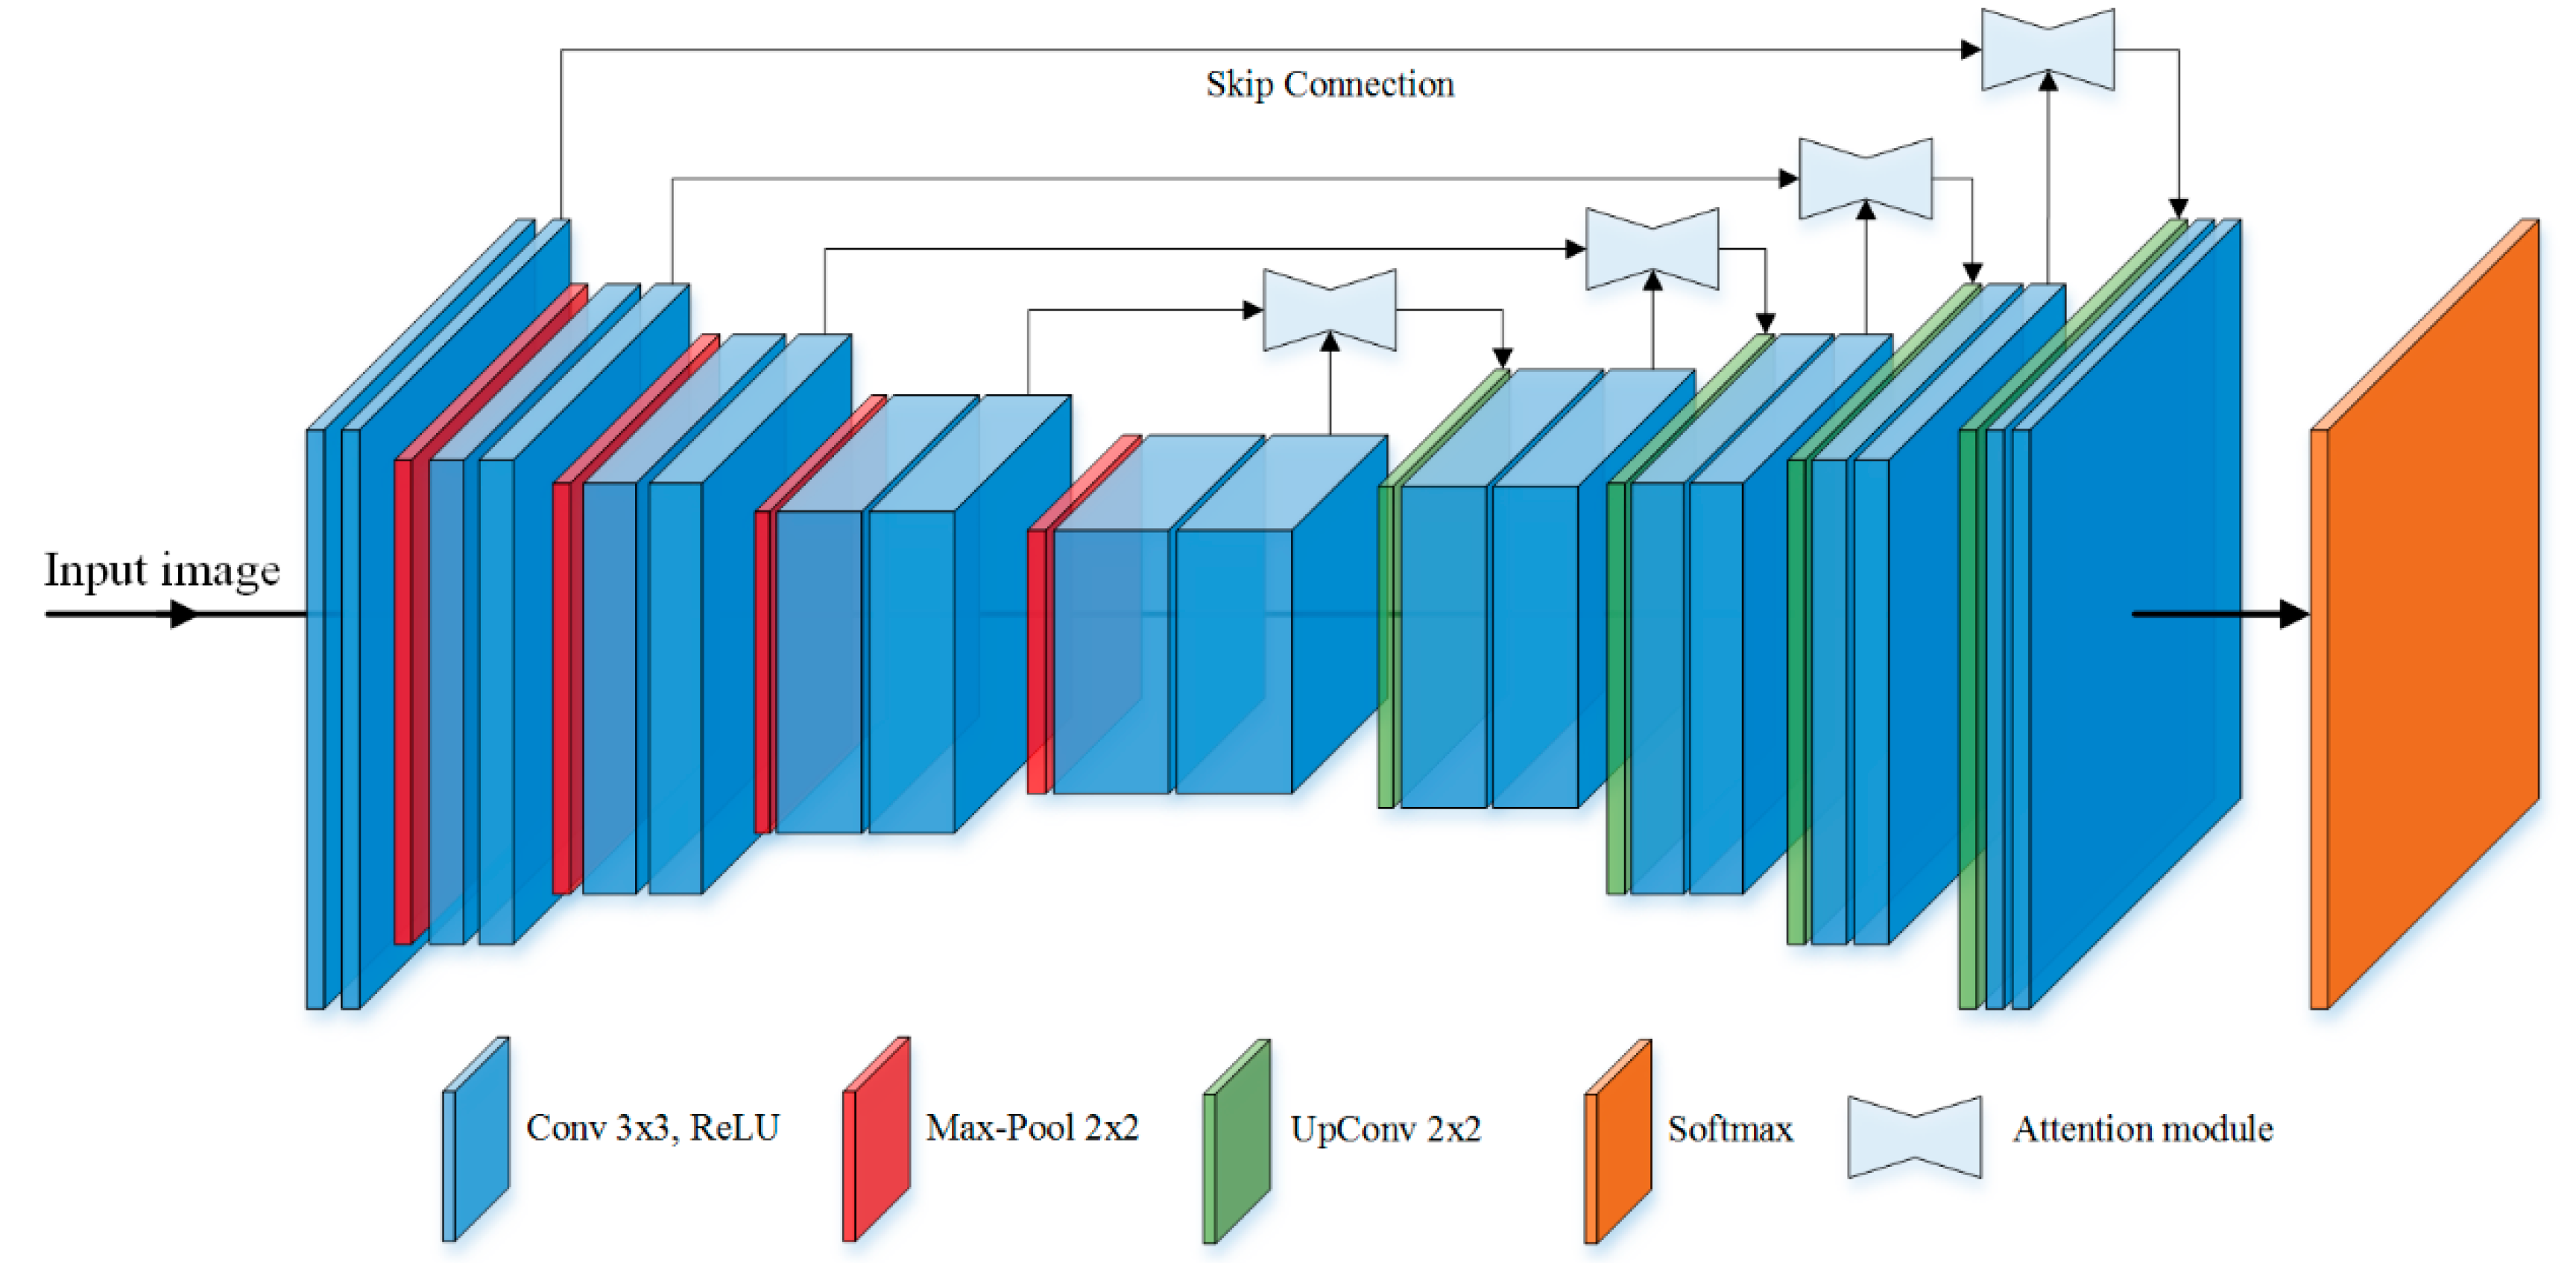 Skip Connection
Input image
Conv 3x3, ReLU
Max-Pool 2x2
UpConv 2x2
Softmax
Attention module